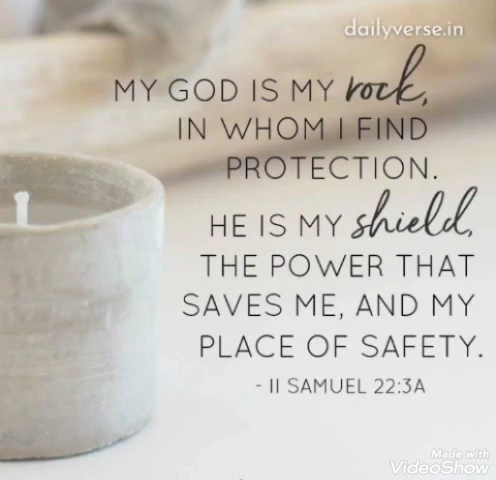 dailyverse.in
MY GOD IS MY rock,
IN WHOM I FIND
PROTECTION.
HE IS MY shield,
THE POWER THAT
SAVES ME, AND MY
PLACE OF SAFETY.
- II SAMUEL 22:3A
Made with
VideoShow